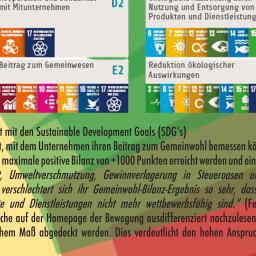 D2
mit Mitunternehmen
Nutzung und Entsorgung von
Produkten und Dienstleistung
Beitrag zum Gemeinwesen
E2
Reduktion ökologischer
Auswirkungen
t mit den Sustainable Development Goals (SDG's)
t, mit dem Unternehmen ihren Beitrag zum Gemeinwohl bemessen kö
maximale positive Bilanz von +1000 Punkten erreicht werden und ein
, Umweltverschmutzung, Gewinnverlagerung in Steueroasen u
verschlechtert sich ihr Gemeinwohl-Bilanz-Ergebnis so sehr, dass
te und Dienstleistungen nicht mehr wettbewerbsfähig sind." (Fe
che auf der Homepage der Bewegung ausdifferenziert nachzulesen
hem Maß abgedeckt werden. Dies verdeutlicht den hohen Anspruc